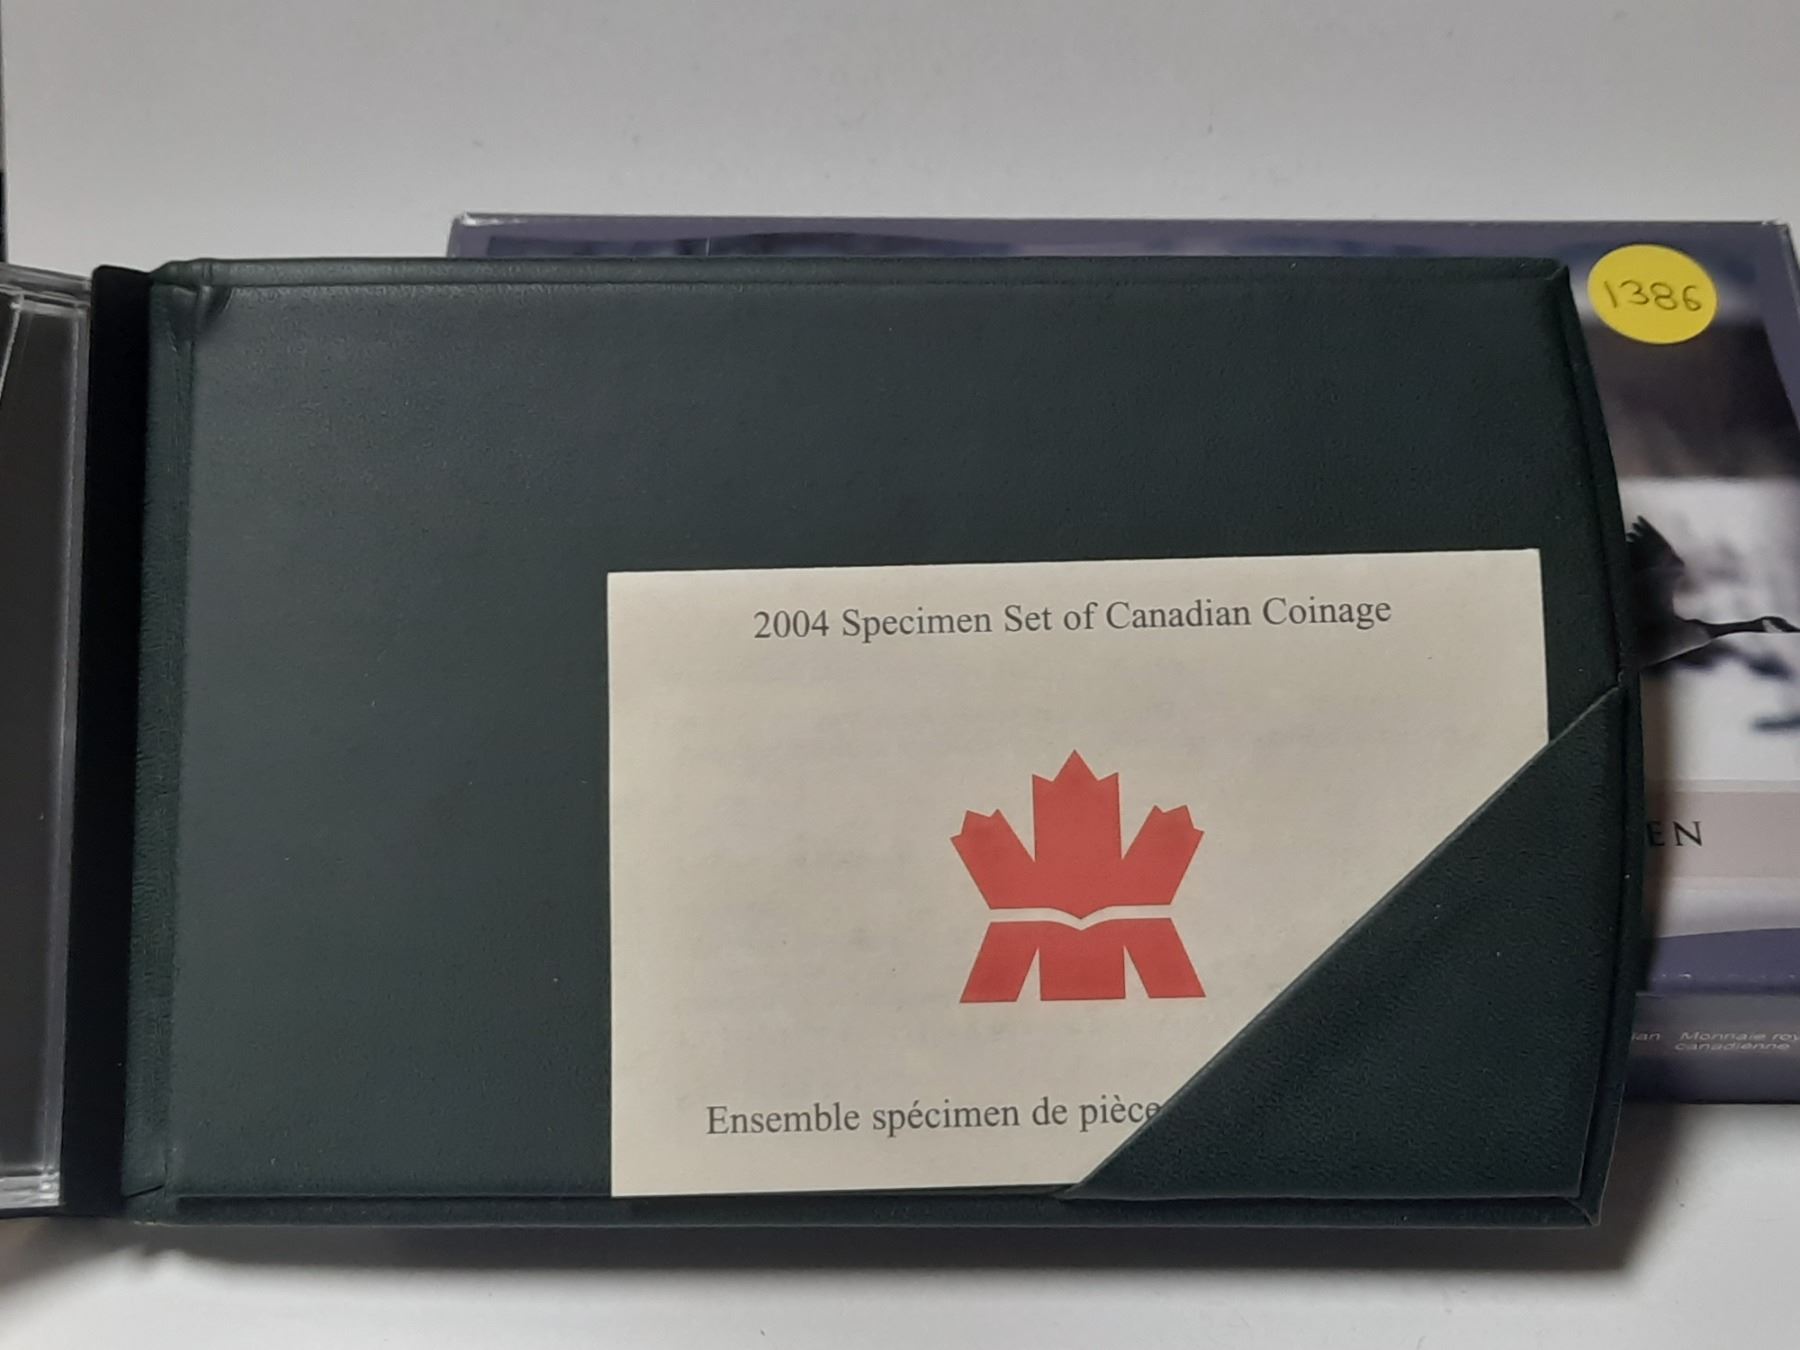 1386
2004 Specimen Set of Canadian Coinage
EN
Monnaie roy
canadienne
Ensemble spécimen de pièce